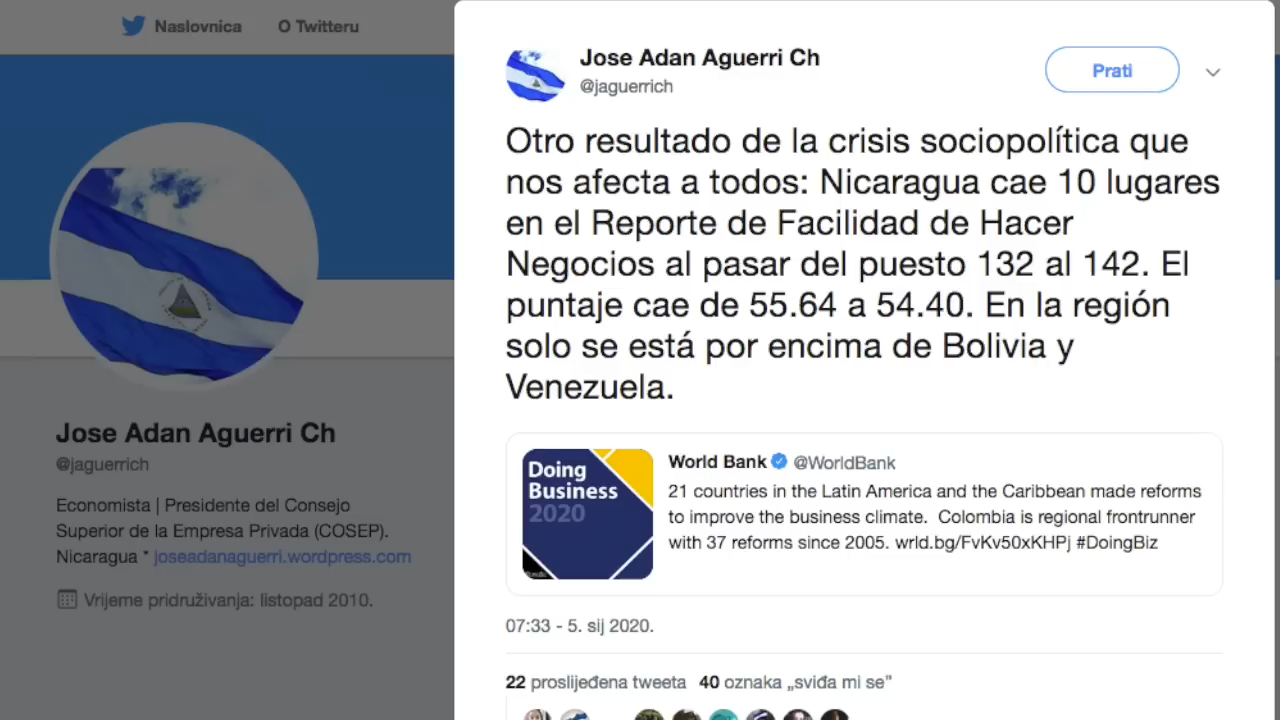 Naslovnica
O Twitteru
Jose Adan Aguerri Ch
@jaguerrich
Economista | Presidente del Consejo
Superior de la Empresa Privada (COSEP).
Nicaragua * joseadanaguerri.wordpress.com
Vrijeme pridruživanja: listopad 2010.
Jose Adan Aguerri Ch
@jaguerrich
Prati
Otro resultado de la crisis sociopolítica que
nos afecta a todos: Nicaragua cae 10 lugares
en el Reporte de Facilidad de Hacer
Negocios al pasar del puesto 132 al 142. El
puntaje cae de 55.64 a 54.40. En la región
solo se está por encima de Bolivia y
Venezuela.
Doing
Business
2020
World Bank @WorldBank
21 countries in the Latin America and the Caribbean made reforms
to improve the business climate. Colombia is regional frontrunner
with 37 reforms since 2005. wrld.bg/FvKv50xKHPj #DoingBiz
07:33 - 5. sij 2020.
22 proslijeđena tweeta 40 oznaka „sviđa mi se”